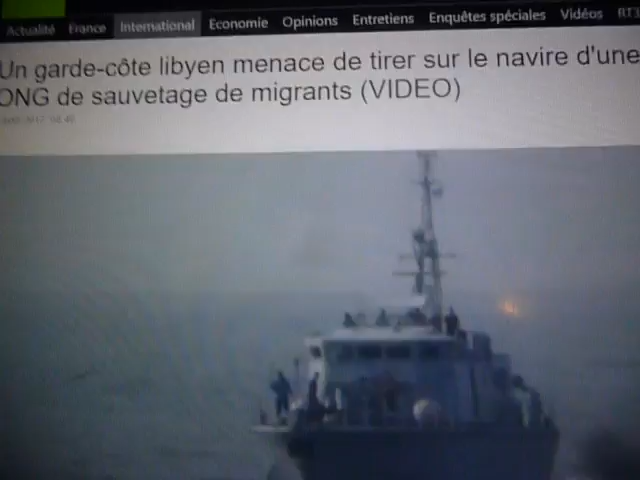 Actualité France International Economie Opinions Entretiens Enquêtes spéciales Vidéos
Un garde-côte libyen menace de tirer sur le navire d'une
ONG de sauvetage de migrants (VIDEO)